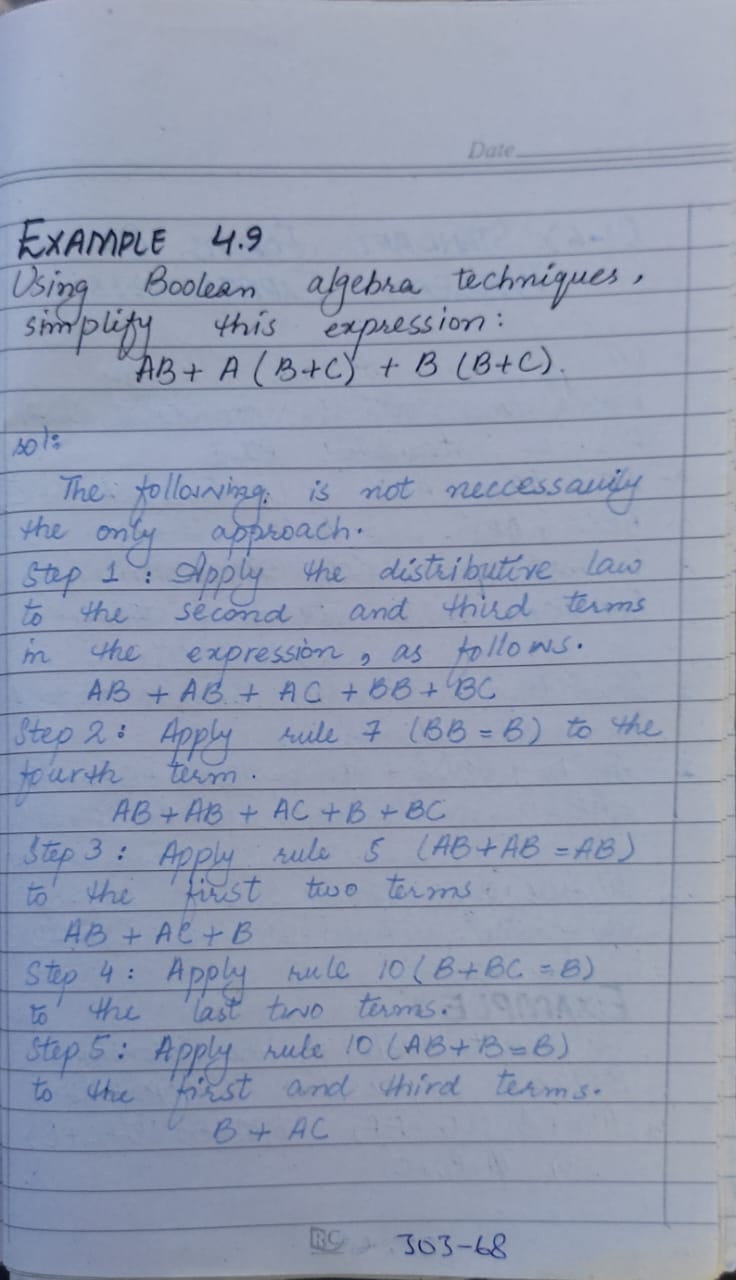 Date
EXAMPLE 4.9
Using Boolean algebra techniques,
simplify this expression:
AB + A (B+C) + B (B+C).
sol:
The following is not neccessarily
the only approach.
Step 1 : Apply the distributive law
to the second and third terms
in the expression, as follows.
AB + AB + AC + BB + BC
Step 2 : Apply rule 7 (BB = B) to the
fourth term.
AB + AB + AC + B + BC
Step 3 : Apply rule 5 (AB + AB = AB)
to the first two terms.
AB + AC + B
Step 4 : Apply rule 10 (B + BC = B)
to the last two terms.
Step 5 : Apply rule 10 (AB + B = B)
to the first and third terms.
B + AC
RC 303-68